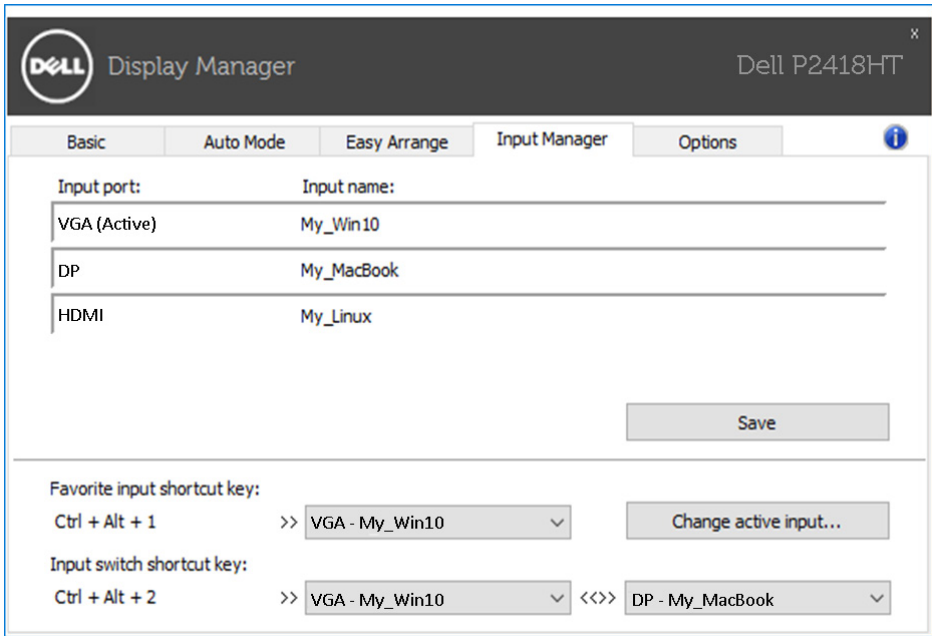 DELL Display Manager Dell P2418HT x
Basic Auto Mode Easy Arrange Input Manager Options i
Input port: Input name:
VGA (Active) My_Win10
DP My_MacBook
HDMI My_Linux
Save
Favorite input shortcut key:
Ctrl + Alt + 1 >> VGA - My_Win10 Change active input...
Input switch shortcut key:
Ctrl + Alt + 2 >> VGA - My_Win10 <<>> DP - My_MacBook